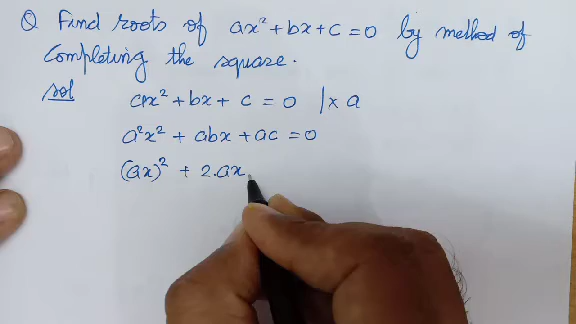 Q Find roots of ax² + bx + c = 0 by method of
Completing the square.
sol
ax² + bx + c = 0 | x a
a²x² + abx + ac = 0
(ax)² + 2.ax